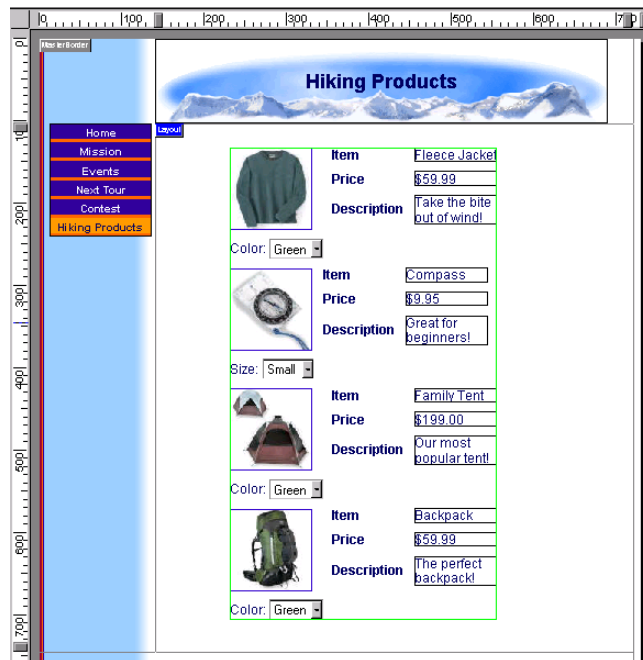 0 100 200 300 400 500 600 700
MasterBorder
Hiking Products
Layout
Home
Mission
Events
Next Tour
Contest
Hiking Products
Item Fleece Jacket
Price $59.99
Description Take the bite
out of wind!
Color: Green
Item Compass
Price $9.95
Description Great for
beginners!
Size: Small
Item Family Tent
Price $199.00
Description Our most
popular tent!
Color: Green
Item Backpack
Price $59.99
Description The perfect
backpack!
Color: Green
0
100
200
300
400
500
600
700